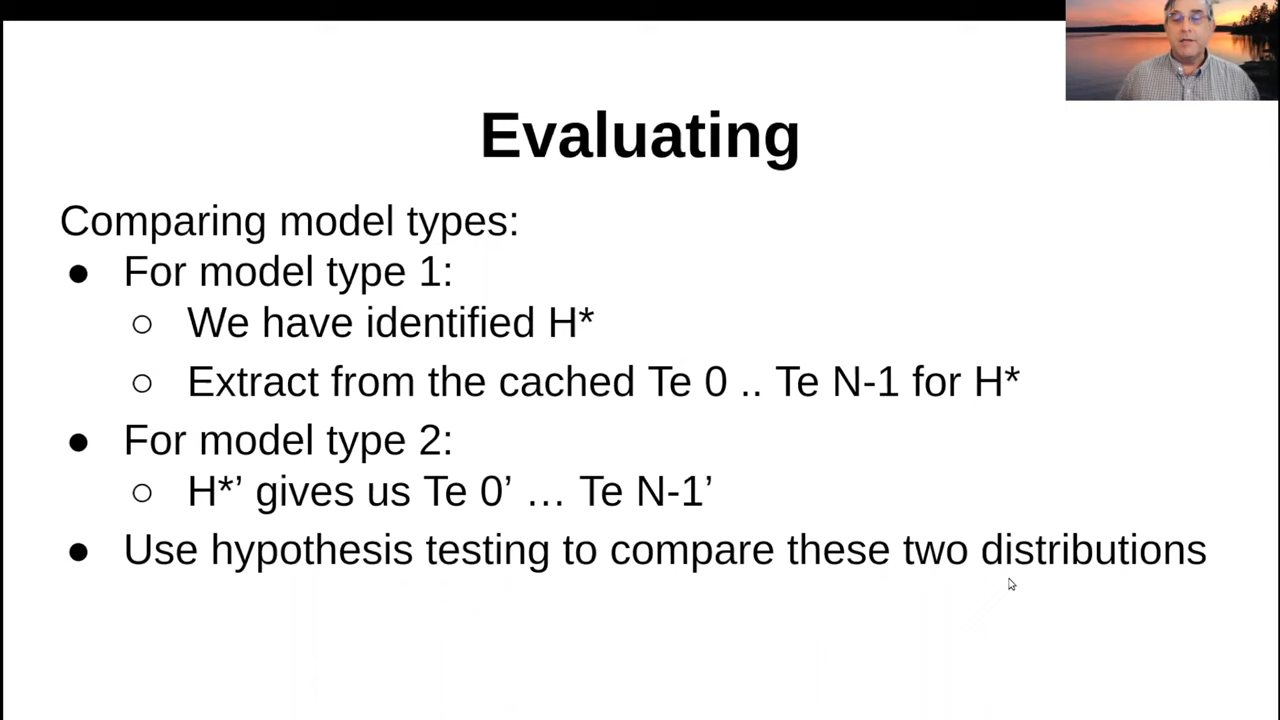 Evaluating
Comparing model types:
● For model type 1:
○ We have identified H*
○ Extract from the cached Te 0 .. Te N-1 for H*
● For model type 2:
○ H*’ gives us Te 0’ … Te N-1’
● Use hypothesis testing to compare these two distributions